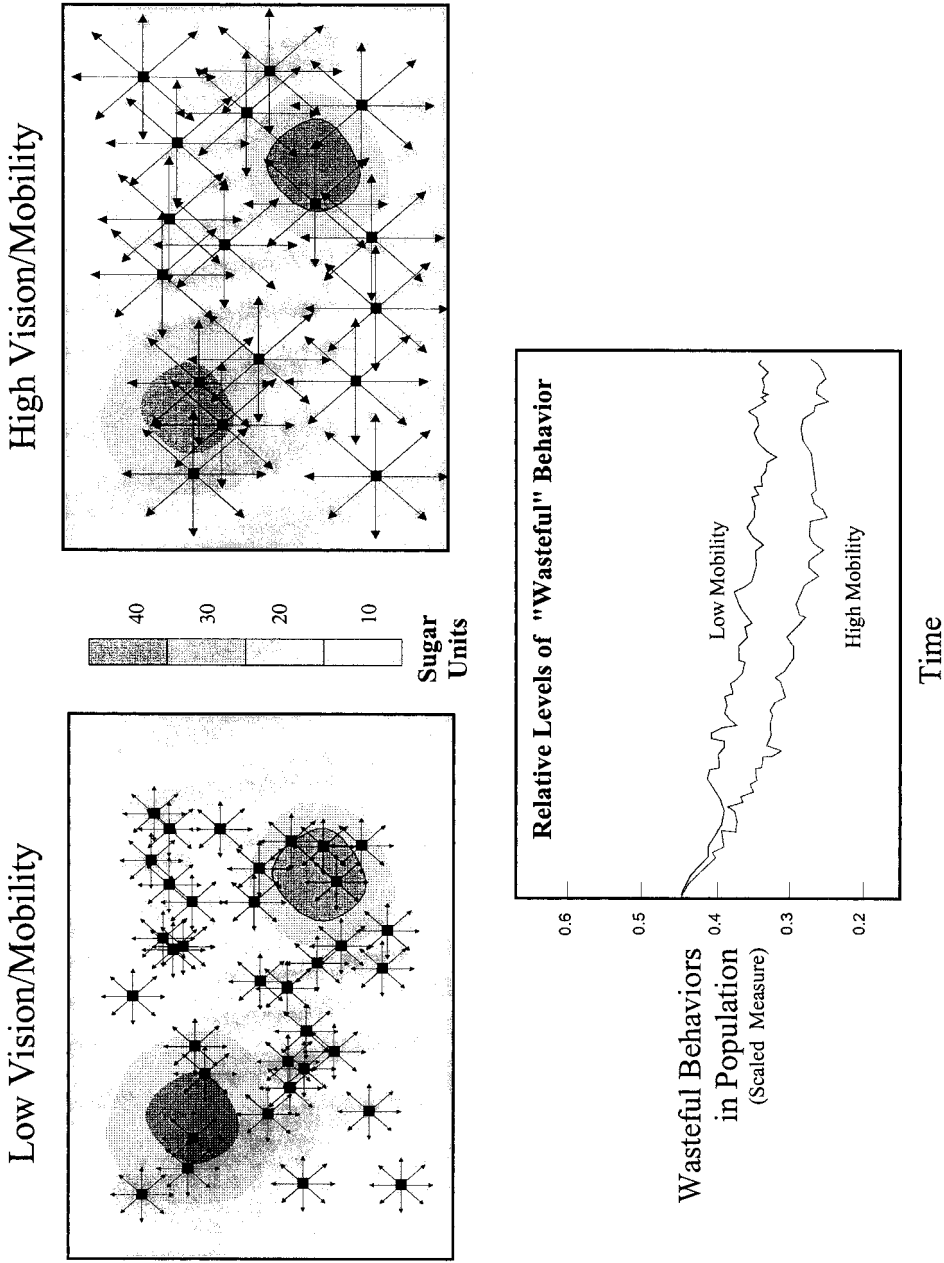 Low Vision/Mobility
High Vision/Mobility
40
30
20
10
Sugar
Units
Relative Levels of "Wasteful" Behavior
Low Mobility
High Mobility
0.6
0.5
0.4
0.3
0.2
Wasteful Behaviors
in Population
(Scaled Measure)
Time